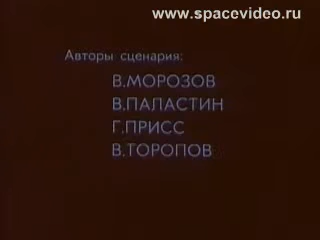 www.spacevideo.ru
Авторы сценария:
В.МОРОЗОВ
В.ПАЛАСТИН
Г.ПРИСС
В.ТОРОПОВ